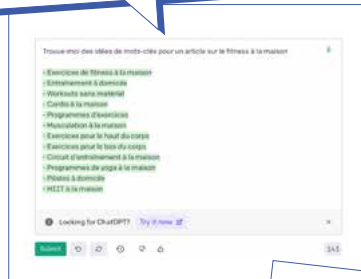 Trouve-moi des idées de mots-clés pour un article sur le fitness à la maison
- Exercices de fitness à la maison
- Entraînement à domicile
- Workouts sans matériel
- Cardio à la maison
- Programmes d'exercices
- Musculation à la maison
- Exercices pour le haut du corps
- Exercices pour le bas du corps
- Circuit d'entraînement à la maison
- Programmes de yoga à la maison
- Pilates à domicile
- HIIT à la maison
Looking for ChatGPT? Try it now
Submit
343